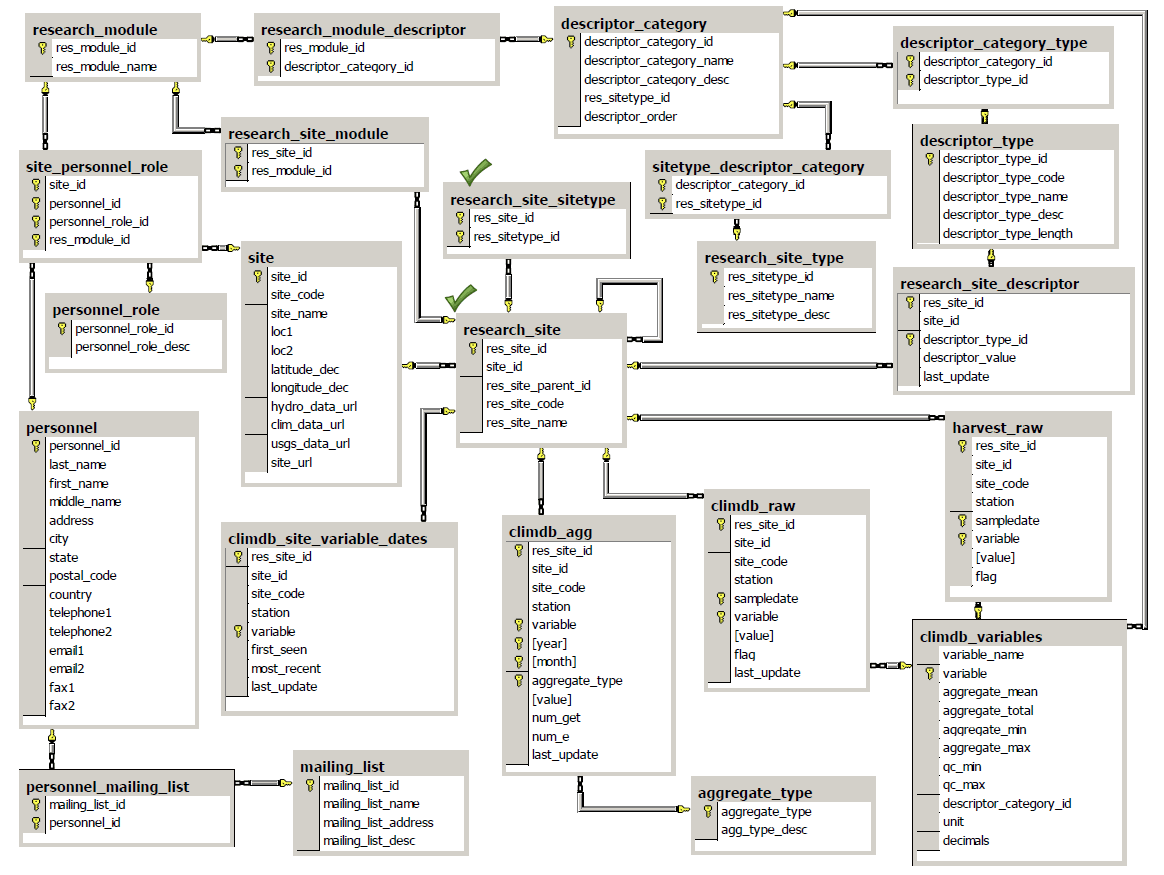 research_module
res_module_id
res_module_name
research_module_descriptor
res_module_id
descriptor_category_id
descriptor_category
descriptor_category_id
descriptor_category_name
descriptor_category_desc
res_sitetype_id
descriptor_order
descriptor_category_type
descriptor_category_id
descriptor_type_id
research_site_module
res_site_id
res_module_id
descriptor_type
descriptor_type_id
descriptor_type_code
descriptor_type_name
descriptor_type_desc
descriptor_type_length
site_personnel_role
site_id
personnel_id
personnel_role_id
res_module_id
sitetype_descriptor_category
descriptor_category_id
res_sitetype_id
research_site_sitetype
res_site_id
res_sitetype_id
site
site_id
site_code
site_name
loc1
loc2
latitude_dec
longitude_dec
hydro_data_url
clim_data_url
usgs_data_url
site_url
research_site_type
res_sitetype_id
res_sitetype_name
res_sitetype_desc
research_site_descriptor
res_site_id
site_id
descriptor_type_id
descriptor_value
last_update
personnel_role
personnel_role_id
personnel_role_desc
research_site
res_site_id
site_id
res_site_parent_id
res_site_code
res_site_name
personnel
personnel_id
last_name
first_name
middle_name
address
city
state
postal_code
country
telephone1
telephone2
email1
email2
fax1
fax2
harvest_raw
res_site_id
site_id
site_code
station
sampledate
variable
[value]
flag
climdb_raw
res_site_id
site_id
site_code
station
sampledate
variable
[value]
flag
last_update
climdb_site_variable_dates
res_site_id
site_id
site_code
station
variable
first_seen
most_recent
last_update
climdb_agg
res_site_id
site_id
site_code
station
variable
[year]
[month]
aggregate_type
[value]
num_get
num_e
last_update
climdb_variables
variable_name
variable
aggregate_mean
aggregate_total
aggregate_min
aggregate_max
qc_min
qc_max
descriptor_category_id
unit
decimals
personnel_mailing_list
mailing_list_id
personnel_id
mailing_list
mailing_list_id
mailing_list_name
mailing_list_address
mailing_list_desc
aggregate_type
aggregate_type
agg_type_desc